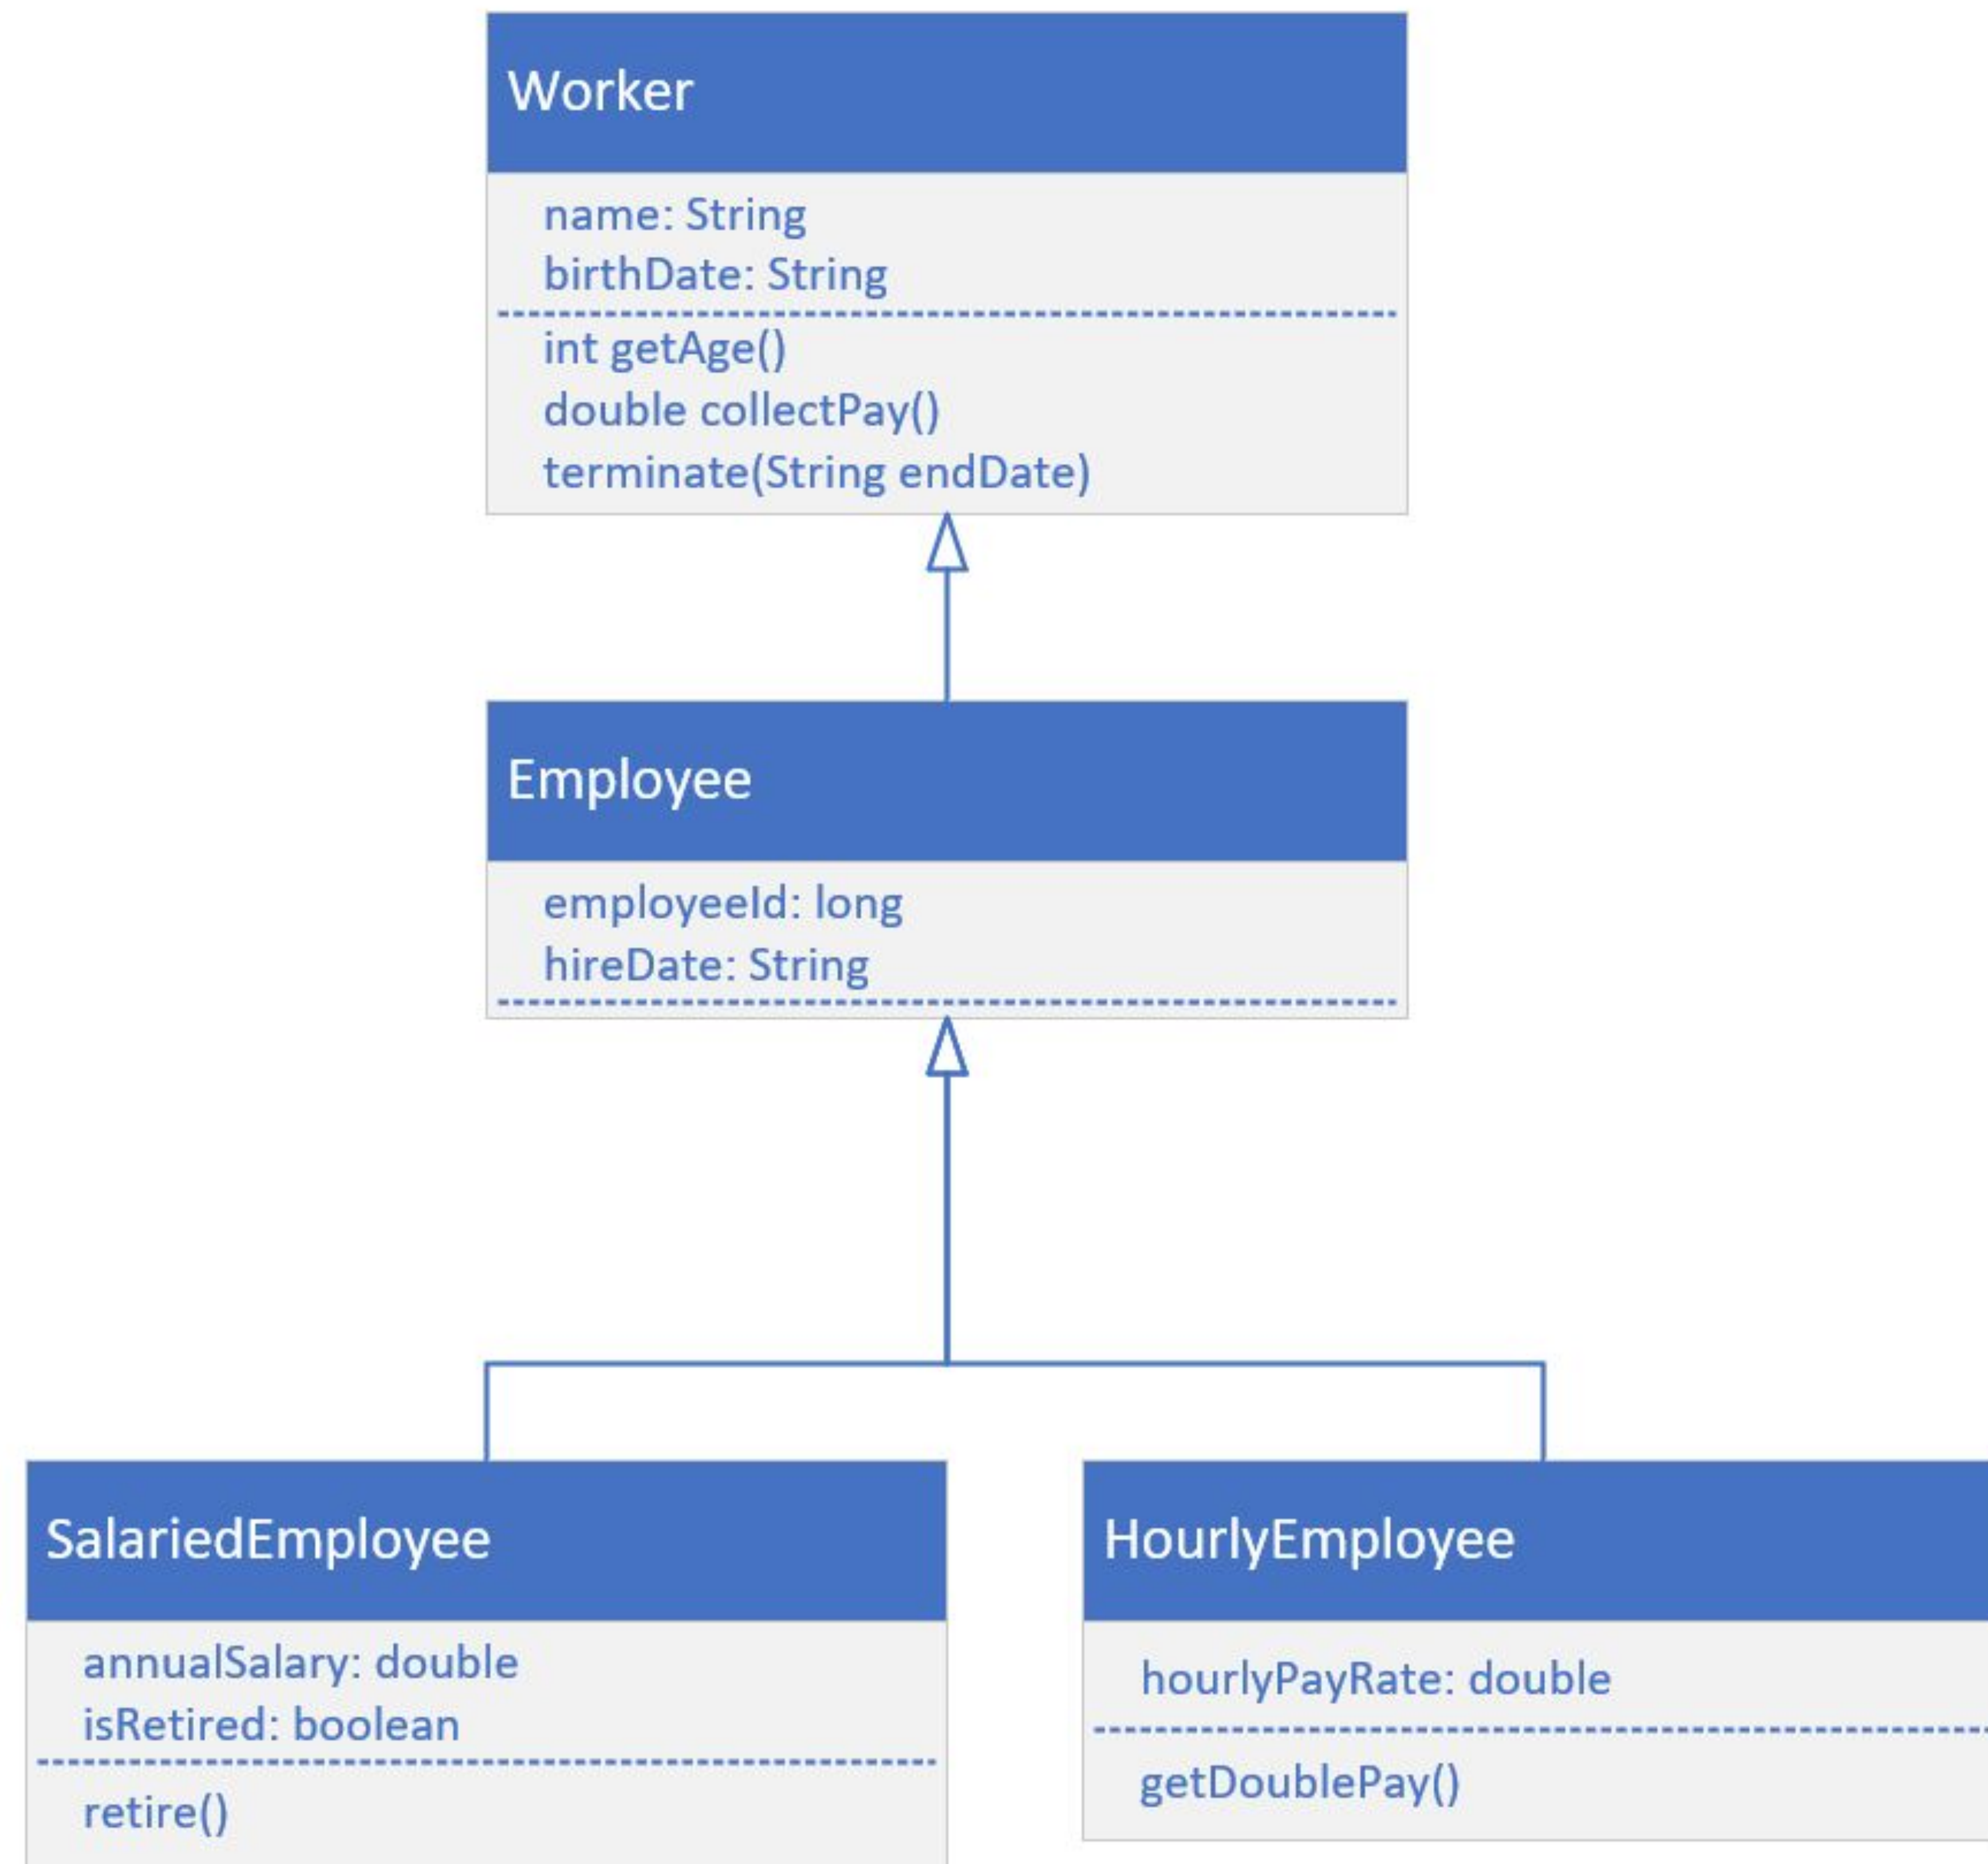 Worker
name: String
birthDate: String
int getAge()
double collectPay()
terminate(String endDate)
Employee
employeeId: long
hireDate: String
SalariedEmployee
annualSalary: double
isRetired: boolean
retire()
HourlyEmployee
hourlyPayRate: double
getDoublePay()